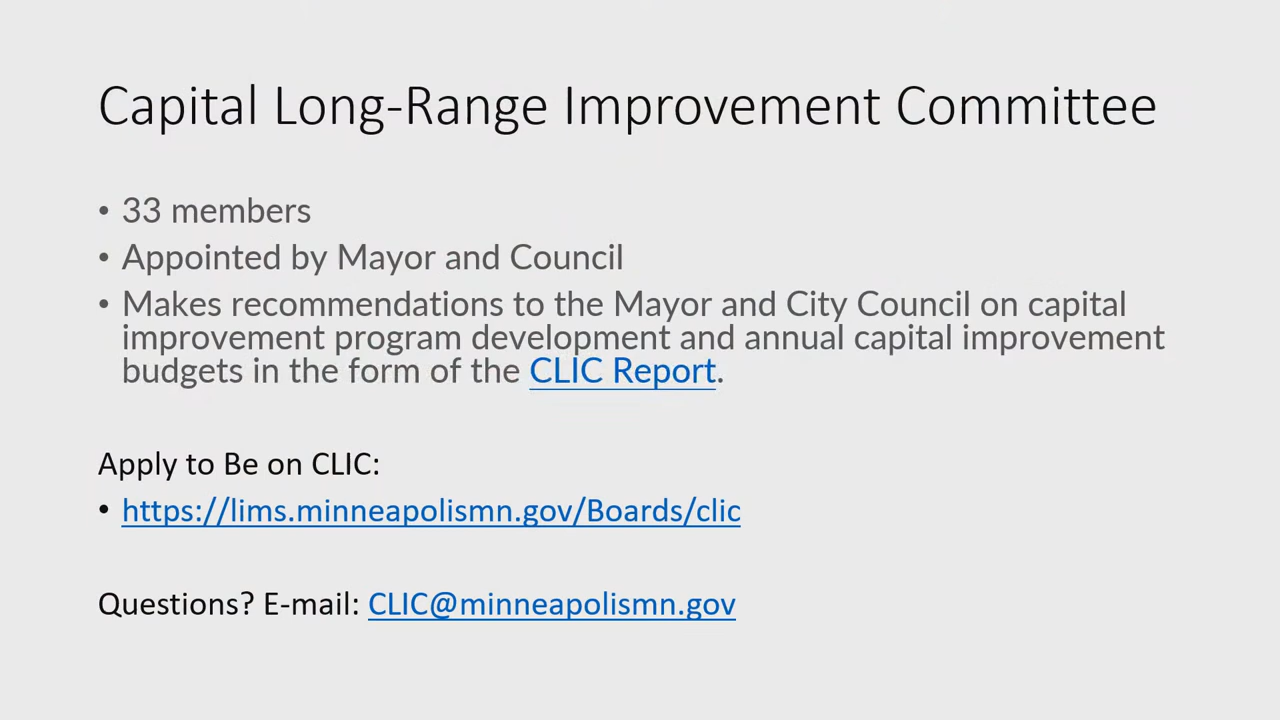 Capital Long-Range Improvement Committee
• 33 members
• Appointed by Mayor and Council
• Makes recommendations to the Mayor and City Council on capital
improvement program development and annual capital improvement
budgets in the form of the CLIC Report.
Apply to Be on CLIC:
• https://lims.minneapolismn.gov/Boards/clic
Questions? E-mail: CLIC@minneapolismn.gov